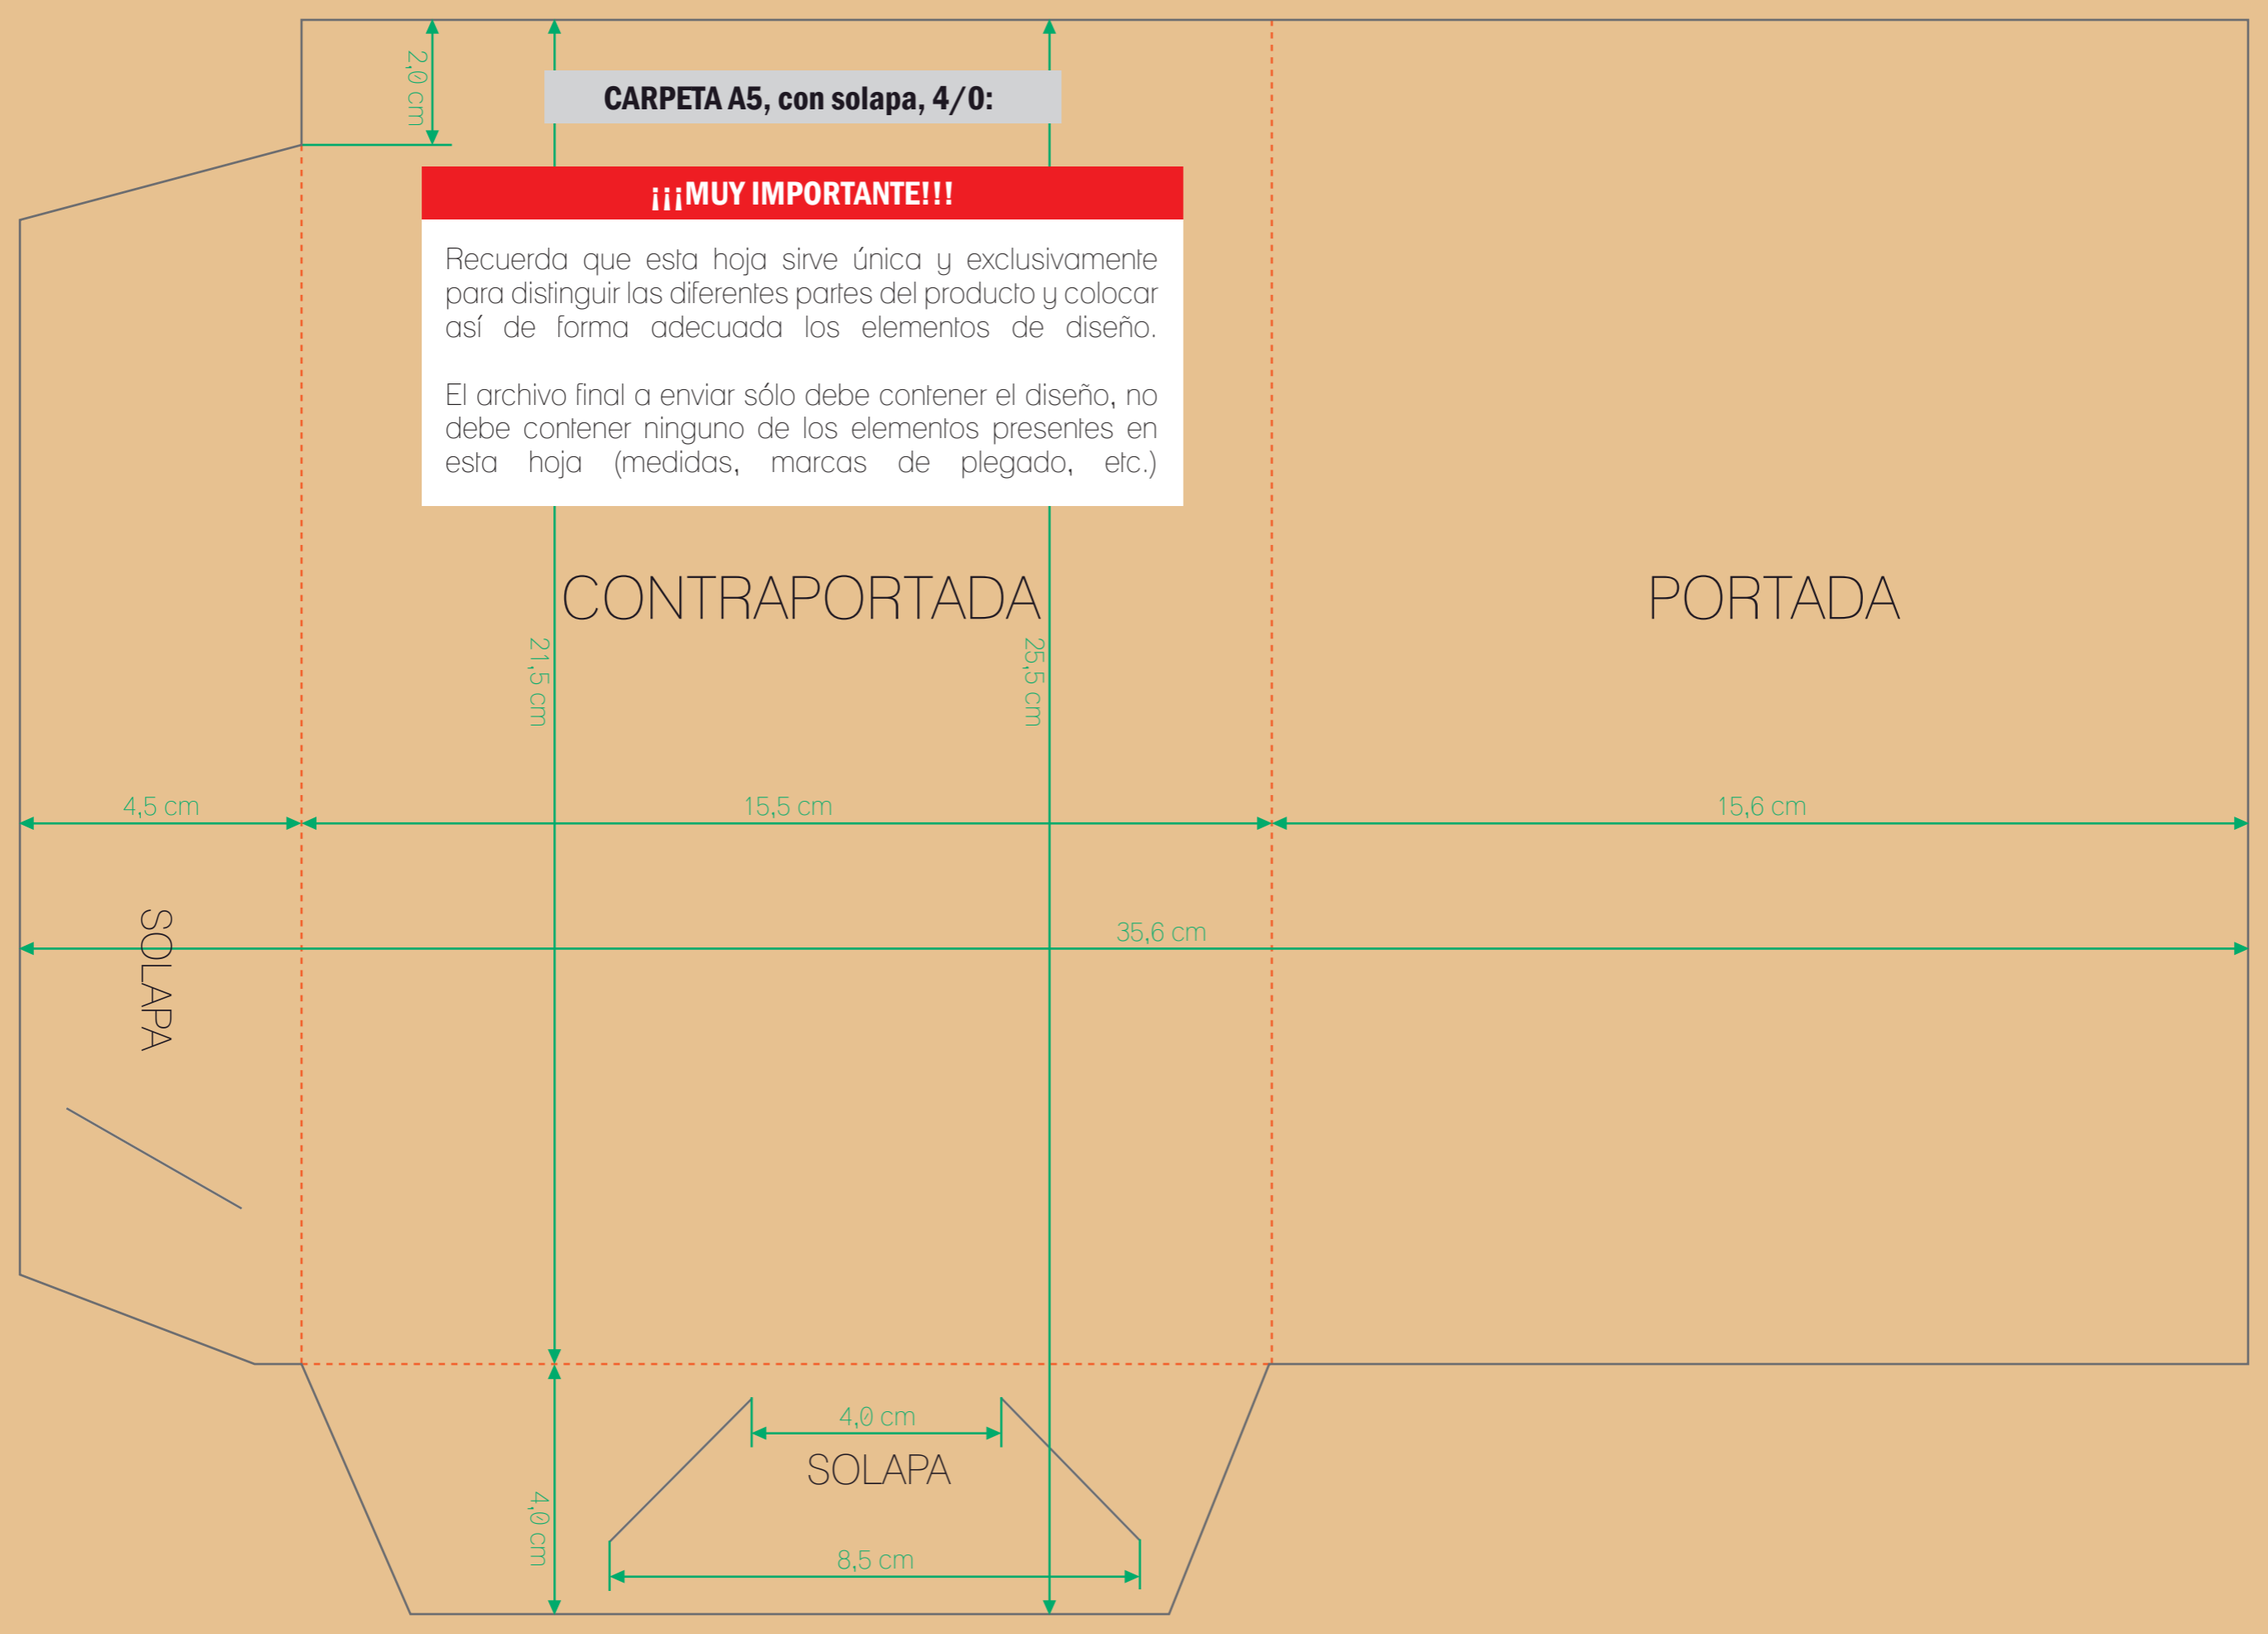 2,0 cm
CARPETA A5, con solapa, 4/0:
¡¡¡MUY IMPORTANTE!!!
Recuerda que esta hoja sirve única y exclusivamente
para distinguir las diferentes partes del producto y colocar
así de forma adecuada los elementos de diseño.
El archivo final a enviar sólo debe contener el diseño, no
debe contener ninguno de los elementos presentes en
esta hoja (medidas, marcas de plegado, etc.)
CONTRAPORTADA
PORTADA
21,5 cm
25,5 cm
4,5 cm
15,5 cm
15,6 cm
35,6 cm
SOLAPA
4,0 cm
SOLAPA
4,0 cm
8,5 cm